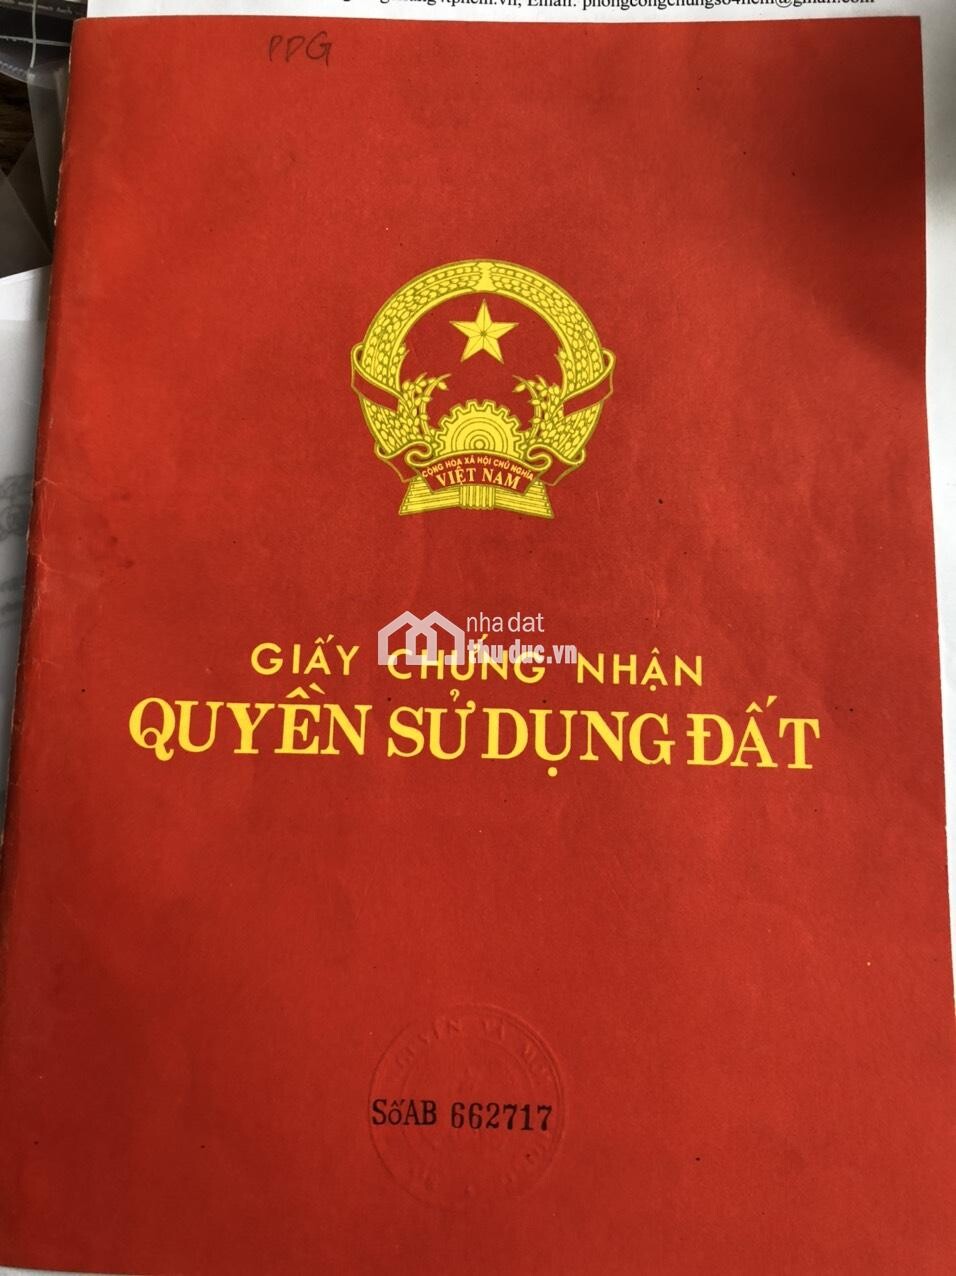 PPG
CỘNG HÒA XÃ HỘI CHỦ NGHĨA
VIỆT NAM
nha dat
thu duc.vn
GIẤY CHỨNG NHẬN
QUYỀN SỬ DỤNG ĐẤT
SốAB 662717